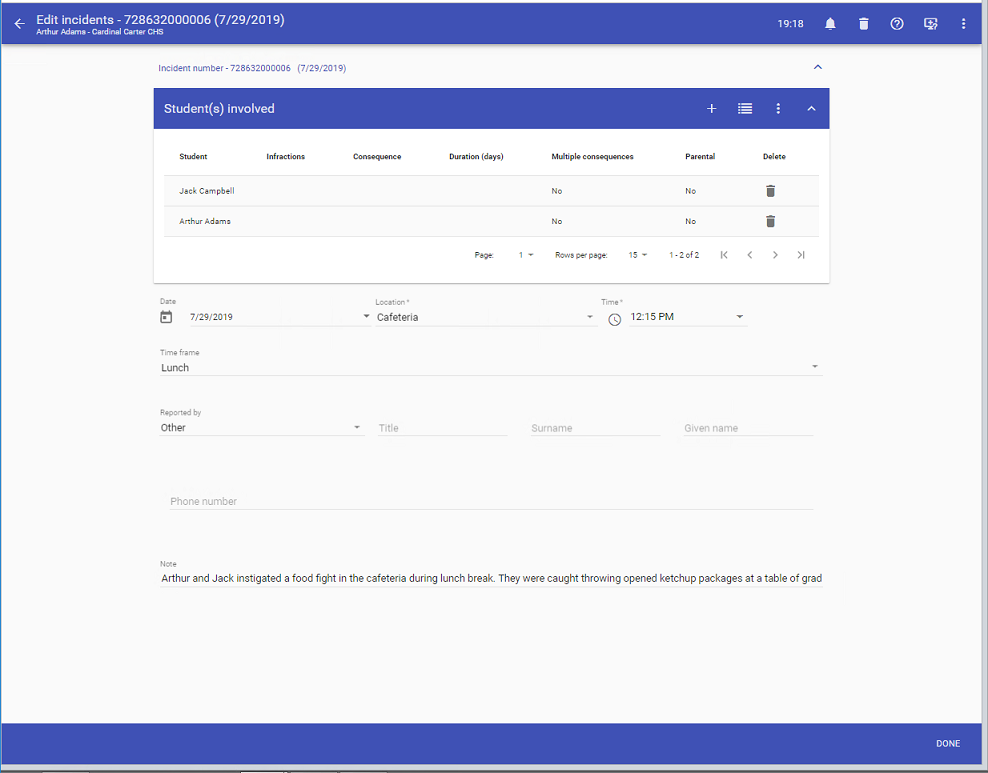 Edit incidents - 728632000006 (7/29/2019)
19:18
Arthur Adams - Cardinal Carter CHS
Incident number - 728632000006 (7/29/2019)
Student(s) involved
Student Infractions Consequence Duration (days) Multiple consequences Parental Delete
Jack Campbell No No
Arthur Adams No No
Page: 1 Rows per page: 15 1 - 2 of 2
Date Location * Time *
7/29/2019 Cafeteria 12:15 PM
Time frame
Lunch
Reported by
Other Title Surname Given name
Phone number
Note
Arthur and Jack instigated a food fight in the cafeteria during lunch break. They were caught throwing opened ketchup packages at a table of grad
DONE